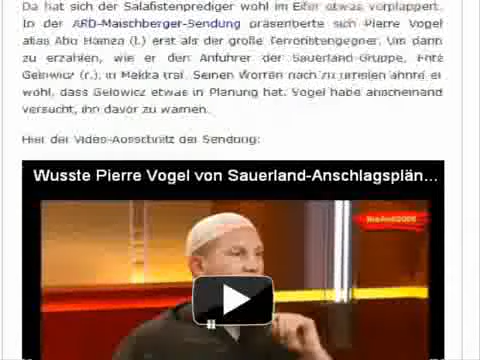 Da hat sich der Salafistenprediger wohl im Eifer etwas verplappert.
In der ARD-Maischberger-Sendung präsentierte sich Pierre Vogel
alias Abu Hamza (l.) erst als der große Terroristengegner. Um dann
zu erzählen, wie er den Anführer der Sauerland-Gruppe, Fritz
Gelowicz (r.), in Mekka traf. Seinen Worten nach zu urteilen ahnte er
wohl, dass Gelowicz etwas in Planung hat. Vogel habe anscheinend
versucht, ihn davor zu warnen.
Hier der Video-Ausschnitt der Sendung:
Wusste Pierre Vogel von Sauerland-Anschlagsplän...